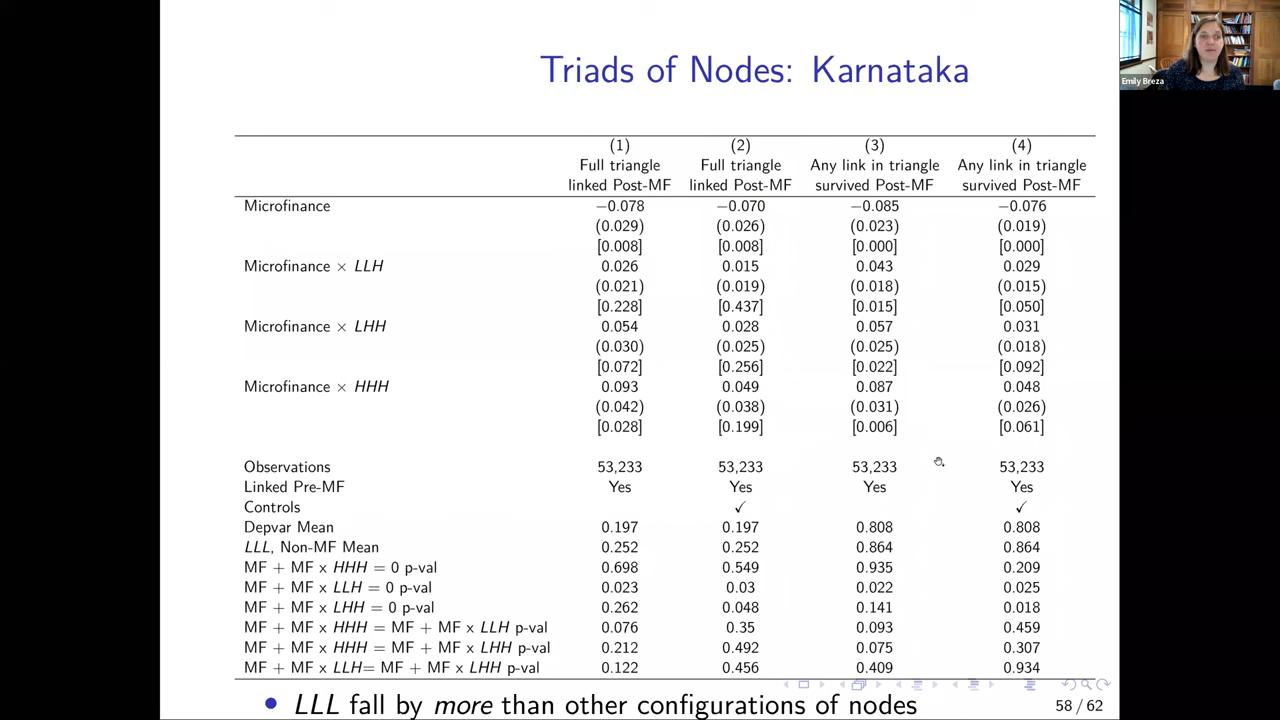 Emily Breza
Triads of Nodes: Karnataka
(1) (2) (3) (4)
Full triangle Full triangle Any link in triangle Any link in triangle
linked Post-MF linked Post-MF survived Post-MF survived Post-MF
Microfinance −0.078 −0.070 −0.085 −0.076
(0.029) (0.026) (0.023) (0.019)
[0.008] [0.008] [0.000] [0.000]
Microfinance × LLH 0.026 0.015 0.043 0.029
(0.021) (0.019) (0.018) (0.015)
[0.228] [0.437] [0.015] [0.050]
Microfinance × LHH 0.054 0.028 0.057 0.031
(0.030) (0.025) (0.025) (0.018)
[0.072] [0.256] [0.022] [0.092]
Microfinance × HHH 0.093 0.049 0.087 0.048
(0.042) (0.038) (0.031) (0.026)
[0.028] [0.199] [0.006] [0.061]
Observations 53,233 53,233 53,233 53,233
Linked Pre-MF Yes Yes Yes Yes
Controls ✓ ✓
Depvar Mean 0.197 0.197 0.808 0.808
LLL, Non-MF Mean 0.252 0.252 0.864 0.864
MF + MF x HHH = 0 p-val 0.698 0.549 0.935 0.209
MF + MF x LLH = 0 p-val 0.023 0.03 0.022 0.025
MF + MF x LHH = 0 p-val 0.262 0.048 0.141 0.018
MF + MF x HHH = MF + MF x LLH p-val 0.076 0.35 0.093 0.459
MF + MF x HHH = MF + MF x LHH p-val 0.212 0.492 0.075 0.307
MF + MF x LLH= MF + MF x LHH p-val 0.122 0.456 0.409 0.934
• LLL fall by more than other configurations of nodes
58 / 62